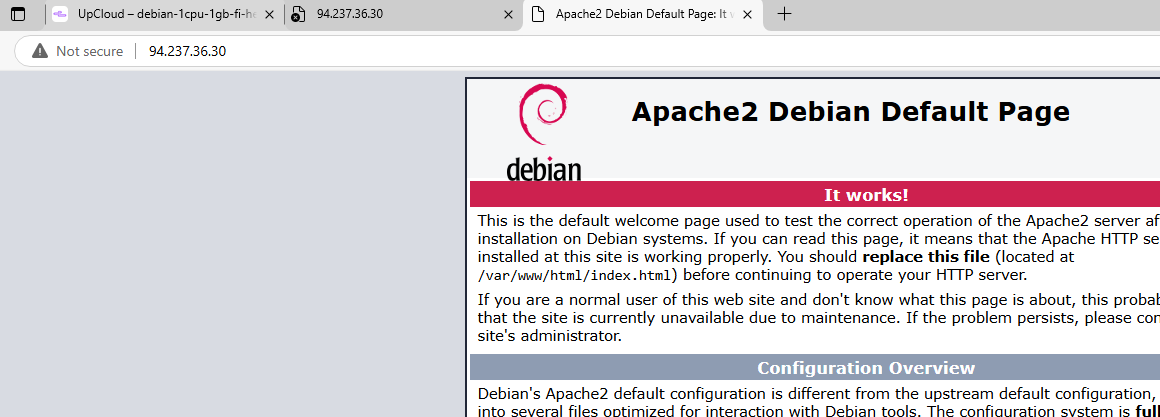 UpCloud – debian-1cpu-1gb-fi-he
94.237.36.30
Apache2 Debian Default Page: It w
Not secure
94.237.36.30
debian
Apache2 Debian Default Page
It works!
This is the default welcome page used to test the correct operation of the Apache2 server af
installation on Debian systems. If you can read this page, it means that the Apache HTTP se
installed at this site is working properly. You should replace this file (located at
/var/www/html/index.html) before continuing to operate your HTTP server.
If you are a normal user of this web site and don't know what this page is about, this probab
that the site is currently unavailable due to maintenance. If the problem persists, please con
site's administrator.
Configuration Overview
Debian's Apache2 default configuration is different from the upstream default configuration,
into several files optimized for interaction with Debian tools. The configuration system is full